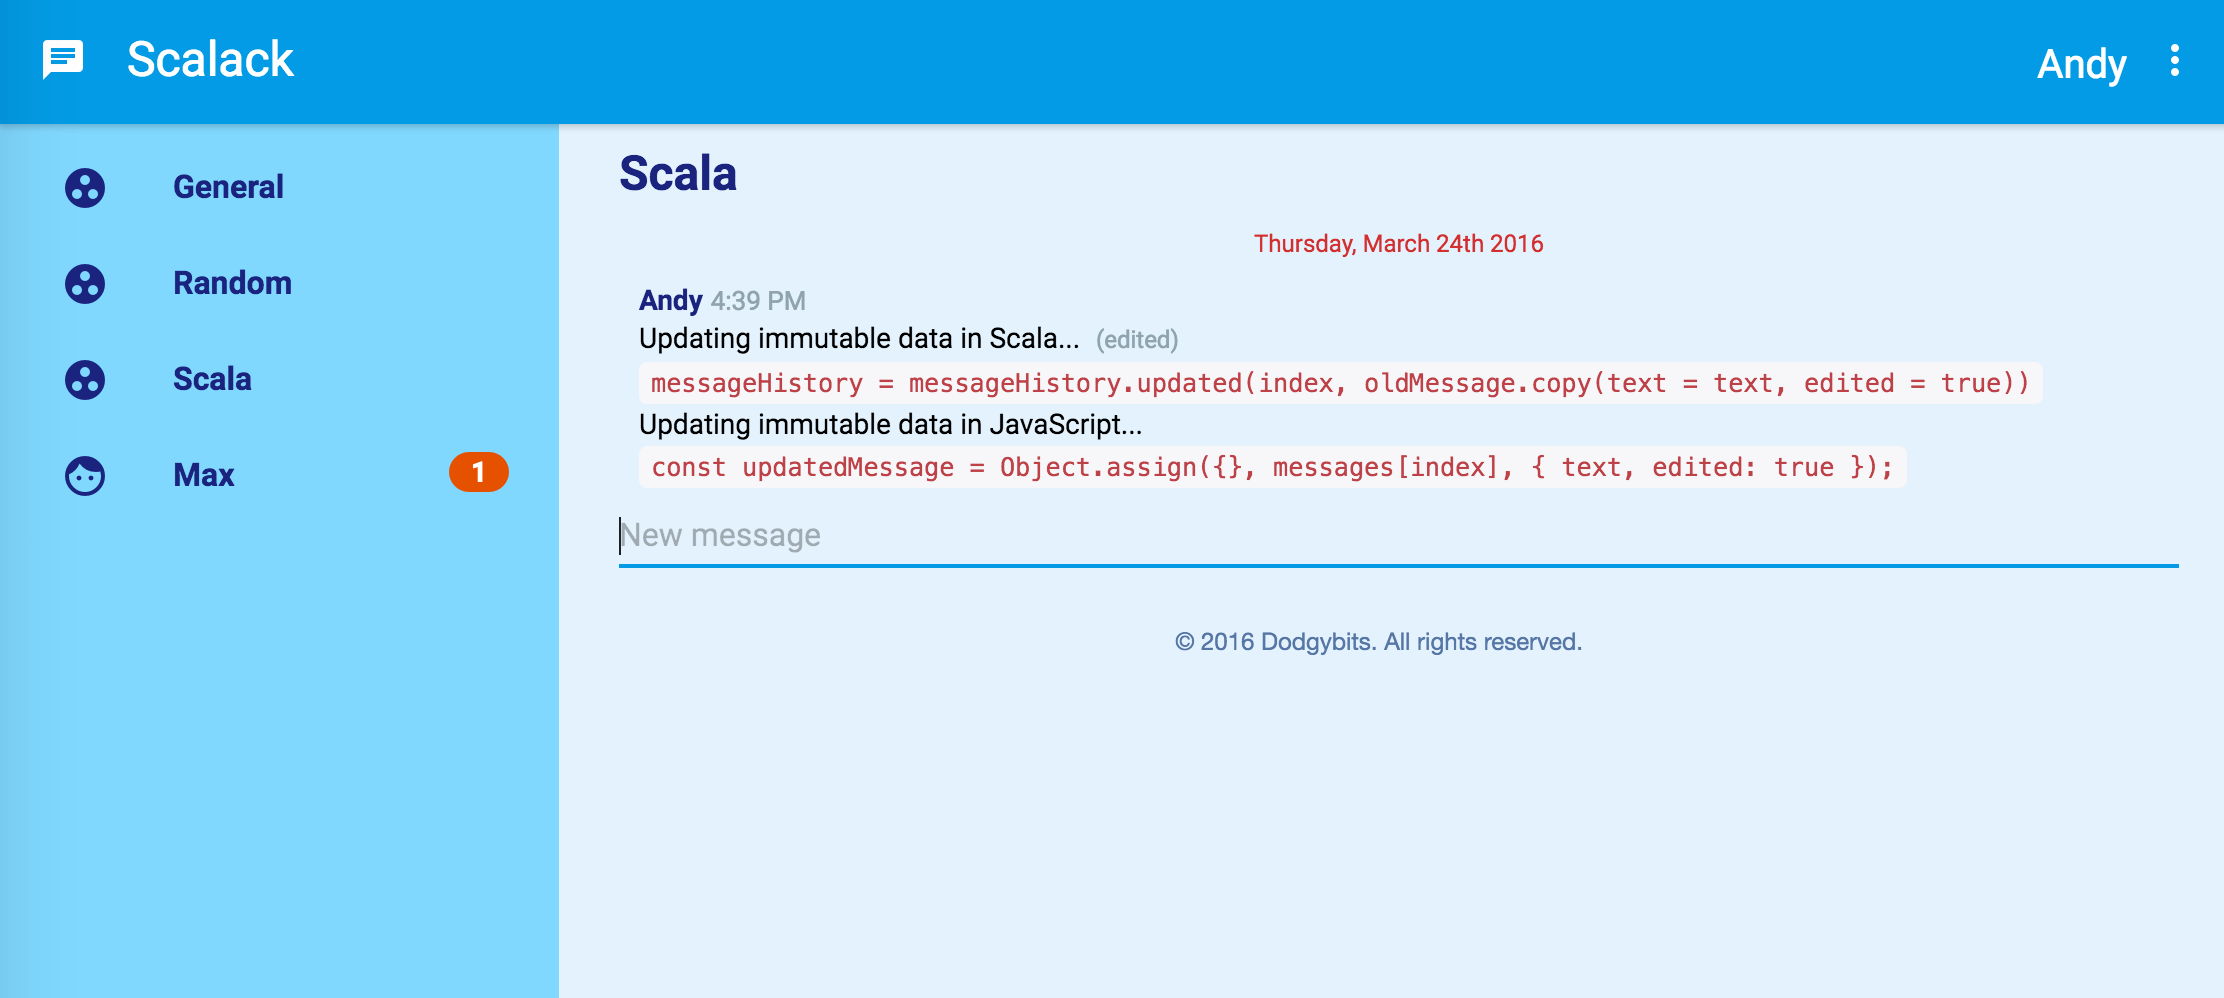 Scalack
Andy
General
Random
Scala
Max 1
Scala
Thursday, March 24th 2016
Andy 4:39 PM
Updating immutable data in Scala... (edited)
messageHistory = messageHistory.updated(index, oldMessage.copy(text = text, edited = true))
Updating immutable data in JavaScript...
const updatedMessage = Object.assign({}, messages[index], { text, edited: true });
New message
© 2016 Dodgybits. All rights reserved.